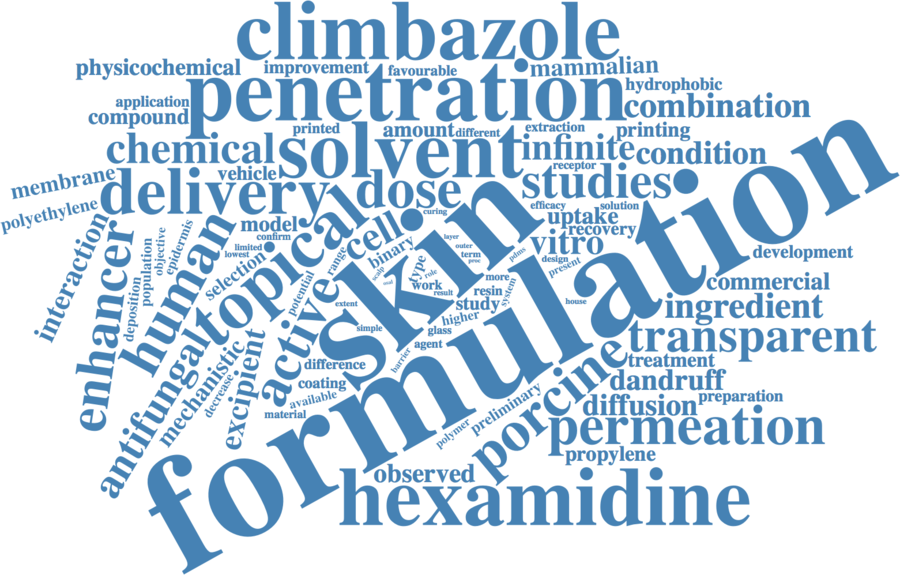 climbazole
physicochemical
improvement
favourable
mammalian
penetration
hydrophobic
application
compound
combination
printed
amount
different
extraction
printing
chemical
solvent
infinite
condition
vehicle
receptor
membrane
delivery
dose
studies
polyethylene
curing
efficacy
solution
interaction
enhancer
human
topical
model
confirm
limited
lowest
cell
uptake
recovery
vitro
formulation
skin
development
deposition
population
objective
epidermis
selection
binary
layer
outer
term
proc
pdms
design
present
range
scalp
type
role
work
result
more
resin
system
commercial
potential
active
extent
study
house
ingredient
antifungal
mechanistic
decrease
excipient
simple
higher
glass
agent
transparent
difference
barrier
porcine
treatment
coating
available
material
dandruff
preparation
preliminary
polymer
diffusion
permeation
propylene
observed
hexamidine